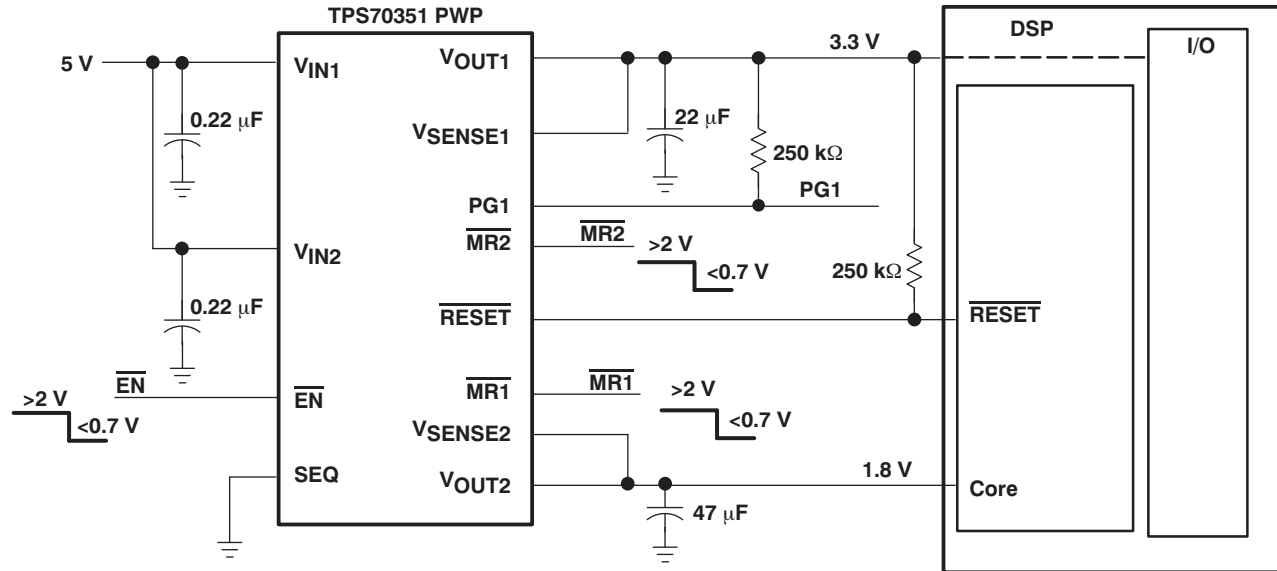 TPS70351 PWP
5 V
VIN1
0.22 μF
VIN2
0.22 μF
EN
>2 V
<0.7 V
EN
SEQ
VOUT1
VSENSE1
PG1
MR2
RESET
MR1
VSENSE2
VOUT2
3.3 V
22 μF
250 kΩ
PG1
MR2
>2 V
<0.7 V
250 kΩ
MR1
>2 V
<0.7 V
1.8 V
47 μF
DSP
I/O
RESET
Core